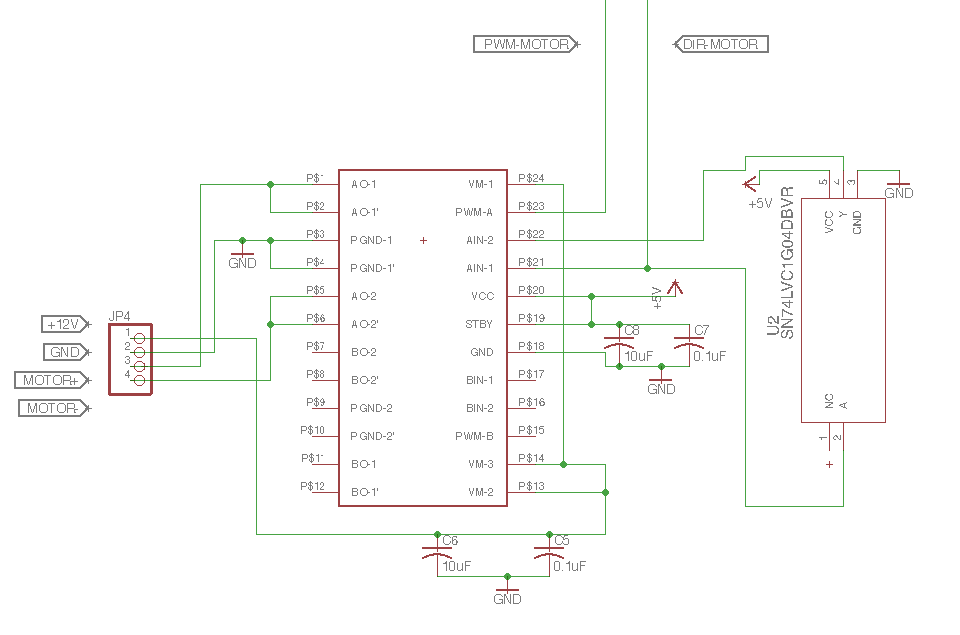 PWM-MOTOR
DIR-MOTOR
P$1 AO-1 VM-1 P$24
P$2 AO-1' PWM-A P$23
P$3 PGND-1 AIN-2 P$22
P$4 PGND-1' AIN-1 P$21
P$5 AO-2 VCC P$20
P$6 AO-2' STBY P$19
P$7 BO-2 GND P$18
P$8 BO-2' BIN-1 P$17
P$9 PGND-2 BIN-2 P$16
P$10 PGND-2' PWM-B P$15
P$11 BO-1 VM-3 P$14
P$12 BO-1' VM-2 P$13
GND
JP4
1
2
3
4
+12V
GND
MOTOR+
MOTOR-
+5V
C8
10uF
C7
0.1uF
GND
C6
10uF
C5
0.1uF
GND
+5V
5 4 3
GND
VCC Y GND
U2
SN74LVC1G04DBVR
NC A
1 2